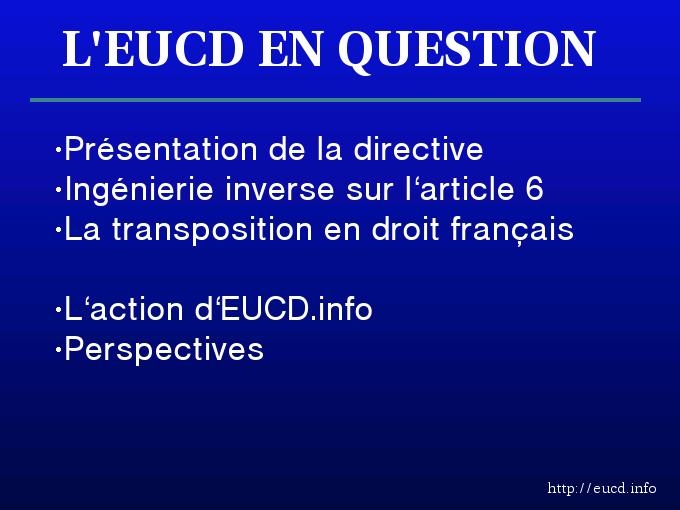 L'EUCD EN QUESTION
·Présentation de la directive
·Ingénierie inverse sur l‘article 6
·La transposition en droit français
·L‘action d‘EUCD.info
·Perspectives
http://eucd.info